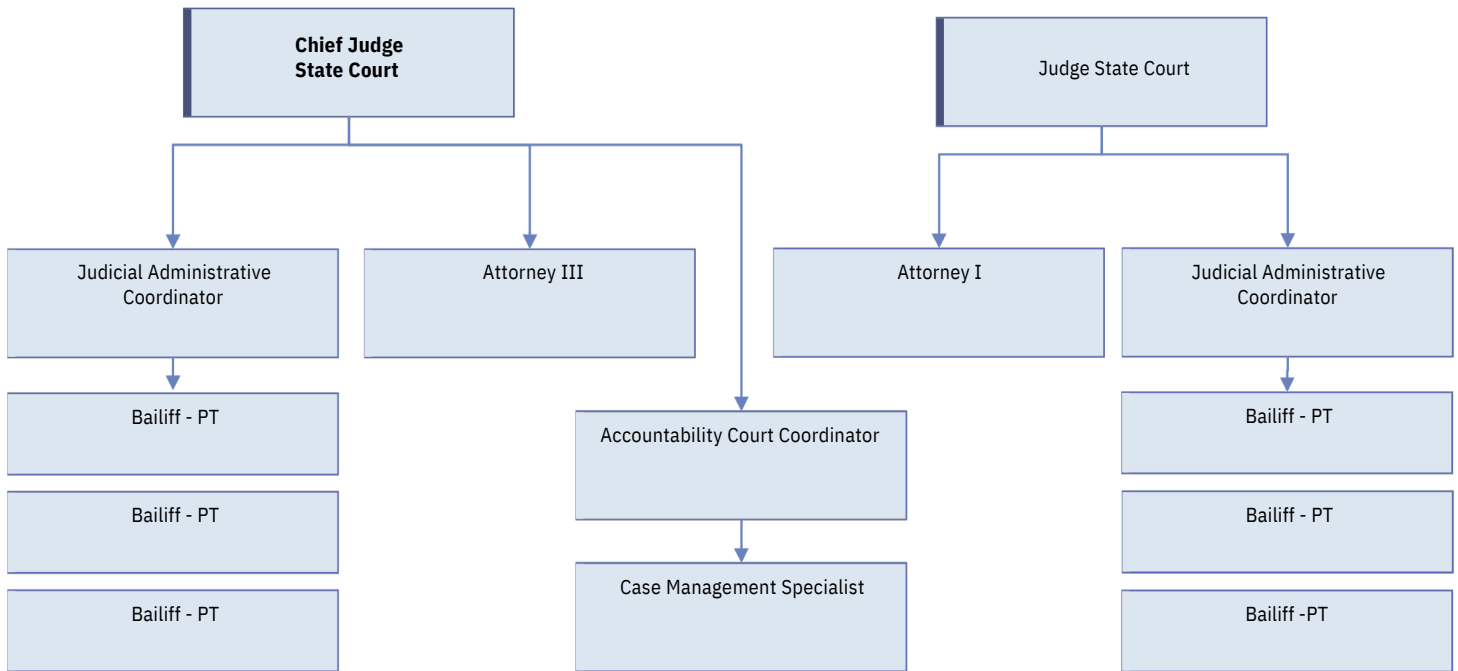 Chief Judge
State Court
Judge State Court
Judicial Administrative
Coordinator
Attorney III
Attorney I
Judicial Administrative
Coordinator
Bailiff - PT
Bailiff - PT
Bailiff - PT
Accountability Court Coordinator
Case Management Specialist
Bailiff - PT
Bailiff - PT
Bailiff -PT